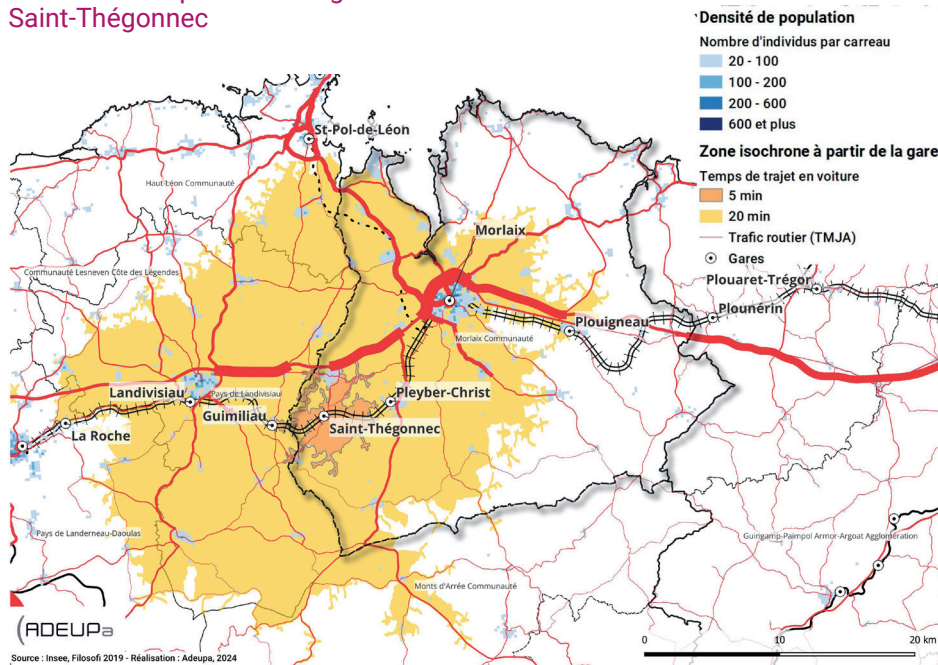 Saint-Thégonnec
Densité de population
Nombre d'individus par carreau
20 - 100
100 - 200
200 - 600
600 et plus
Zone isochrone à partir de la gare
Temps de trajet en voiture
5 min
20 min
Trafic routier (TMJA)
Gares
St-Pol-de-Léon
Haut-Léon Communauté
Morlaix
Communauté Lesneven Côte des Légendes
Plouaret-Trégor
Plounérin
Plouigneau
Morlaix Communauté
Landivisiau
Pays de Landivisiau
Pleyber-Christ
Guimiliau
Saint-Thégonnec
La Roche
Pays de Landerneau-Daoulas
Guingamp-Paimpol Armor-Argoat Agglomération
Monts d'Arrée Communauté
ADEUPa
0 10 20 km
Source : Insee, Filosofi 2019 - Réalisation : Adeupa, 2024